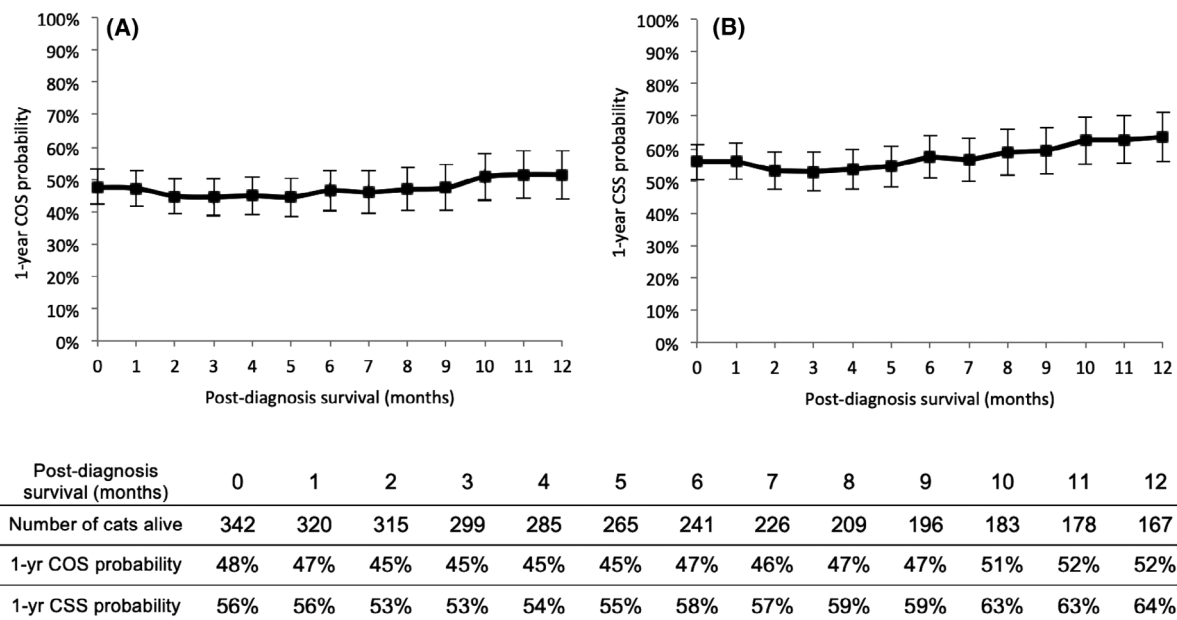 (A)
1-year COS probability
100%
90%
80%
70%
60%
50%
40%
30%
20%
10%
0%
0 1 2 3 4 5 6 7 8 9 10 11 12
Post-diagnosis survival (months)
(B)
1-year CSS probability
100%
90%
80%
70%
60%
50%
40%
30%
20%
10%
0%
0 1 2 3 4 5 6 7 8 9 10 11 12
Post-diagnosis survival (months)
Post-diagnosis
survival (months) 0 1 2 3 4 5 6 7 8 9 10 11 12
Number of cats alive 342 320 315 299 285 265 241 226 209 196 183 178 167
1-yr COS probability 48% 47% 45% 45% 45% 45% 47% 46% 47% 47% 51% 52% 52%
1-yr CSS probability 56% 56% 53% 53% 54% 55% 58% 57% 59% 59% 63% 63% 64%